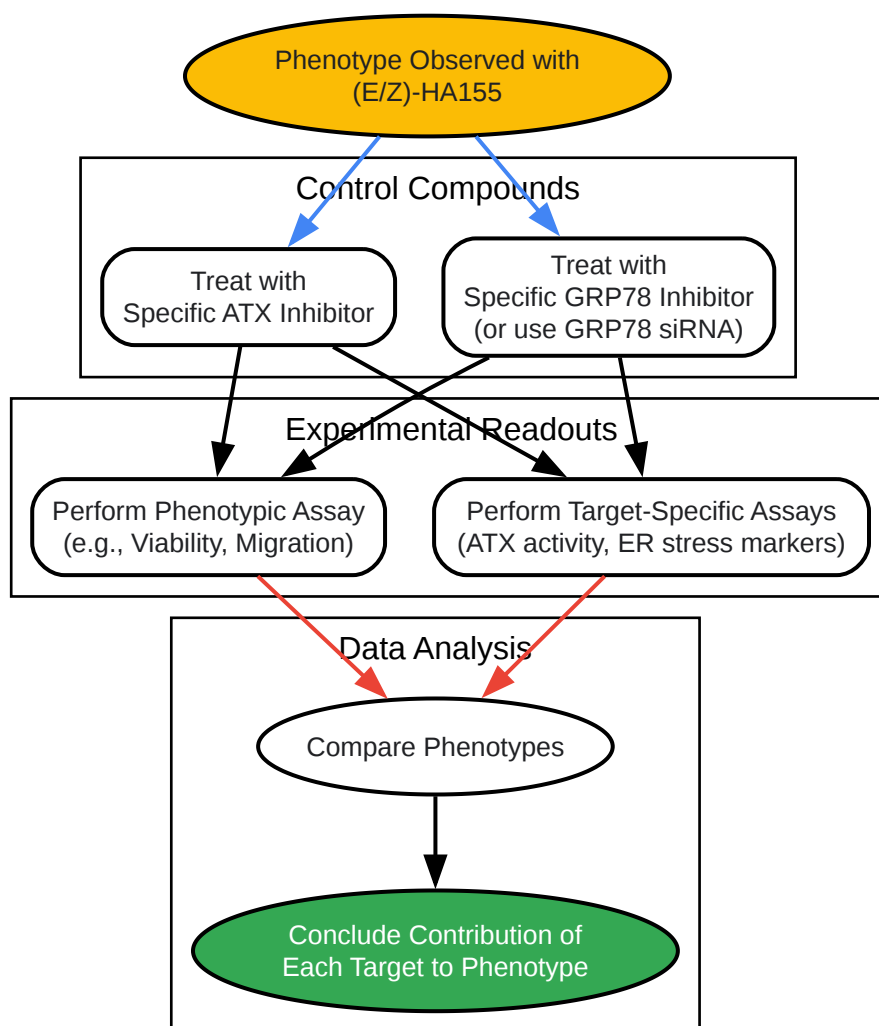 Phenotype Observed with
(E/Z)-HA155
Control Compounds
Treat with
Specific ATX Inhibitor
Treat with
Specific GRP78 Inhibitor
(or use GRP78 siRNA)
Experimental Readouts
Perform Phenotypic Assay
(e.g., Viability, Migration)
Perform Target-Specific Assays
(ATX activity, ER stress markers)
Data Analysis
Compare Phenotypes
Conclude Contribution of
Each Target to Phenotype